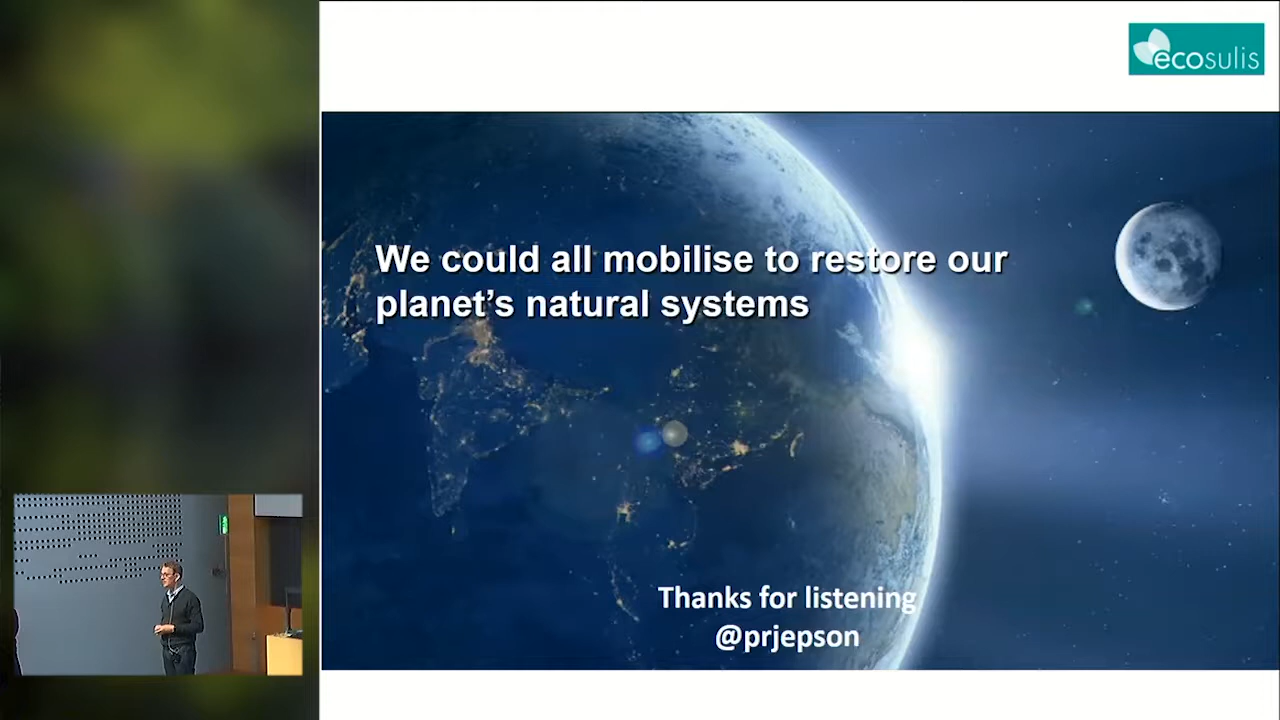 ecosulis
We could all mobilise to restore our
planet's natural systems
Thanks for listening
@prjepson